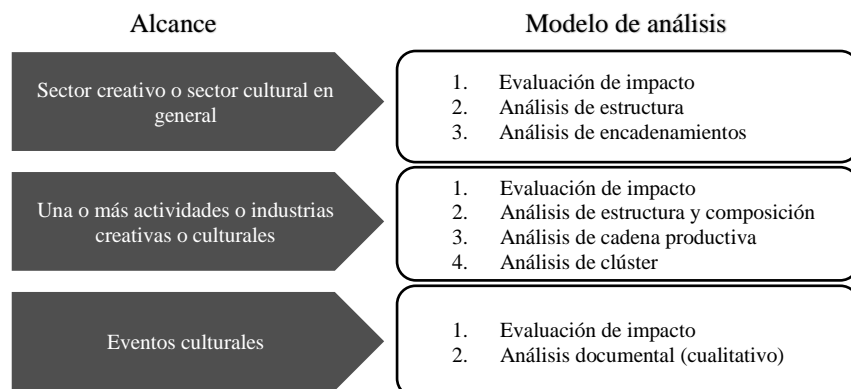 Alcance
Modelo de análisis
Sector creativo o sector cultural en
general
1. Evaluación de impacto
2. Análisis de estructura
3. Análisis de encadenamientos
Una o más actividades o industrias
creativas o culturales
1. Evaluación de impacto
2. Análisis de estructura y composición
3. Análisis de cadena productiva
4. Análisis de clúster
Eventos culturales
1. Evaluación de impacto
2. Análisis documental (cualitativo)